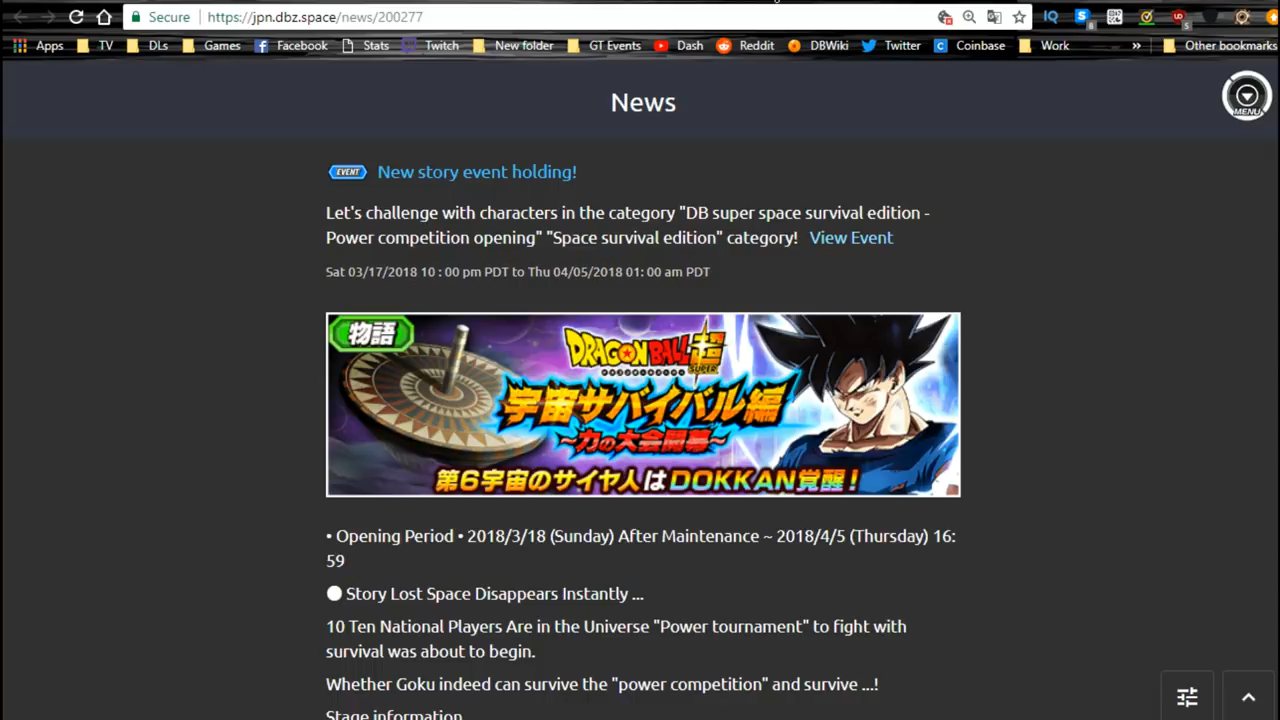 Secure https://jpn.dbz.space/news/200277
Apps TV DLs Games Facebook Stats Twitch New folder GT Events Dash Reddit DBWiki Twitter Coinbase Work » Other bookmarks
News
MENU
EVENT New story event holding!
Let's challenge with characters in the category "DB super space survival edition -
Power competition opening" "Space survival edition" category! View Event
Sat 03/17/2018 10 : 00 pm PDT to Thu 04/05/2018 01: 00 am PDT
物語
DRAGON BALL超
SUPER
宇宙サバイバル編
~力の大会開幕~
第6宇宙のサイヤ人はDOKKAN覚醒!
• Opening Period • 2018/3/18 (Sunday) After Maintenance ~ 2018/4/5 (Thursday) 16:
59
Story Lost Space Disappears Instantly ...
10 Ten National Players Are in the Universe "Power tournament" to fight with
survival was about to begin.
Whether Goku indeed can survive the "power competition" and survive ...!
Stage information